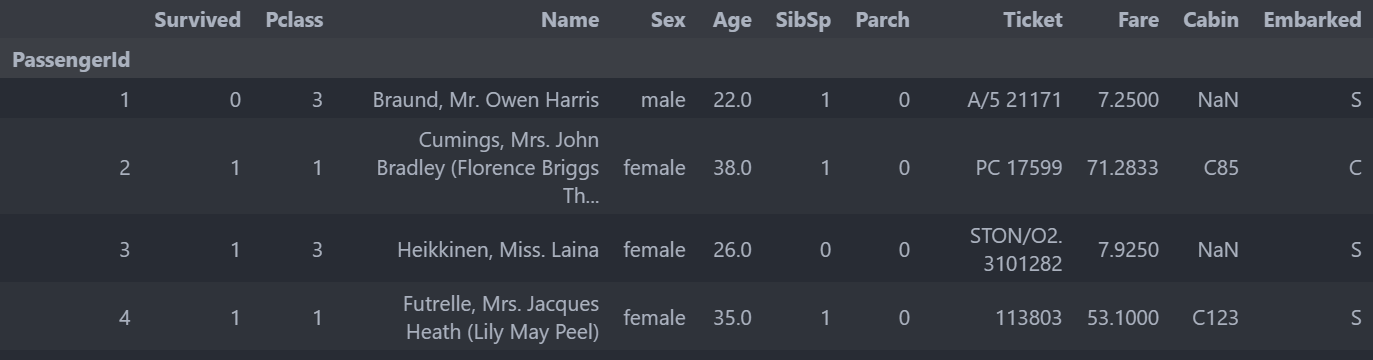 Survived Pclass Name Sex Age SibSp Parch Ticket Fare Cabin Embarked
PassengerId
1 0 3 Braund, Mr. Owen Harris male 22.0 1 0 A/5 21171 7.2500 NaN S
Cumings, Mrs. John
2 1 1 Bradley (Florence Briggs female 38.0 1 0 PC 17599 71.2833 C85 C
Th...
3 1 3 Heikkinen, Miss. Laina female 26.0 0 0 STON/O2. 7.9250 NaN S
3101282
Futrelle, Mrs. Jacques
4 1 1 Heath (Lily May Peel) female 35.0 1 0 113803 53.1000 C123 S